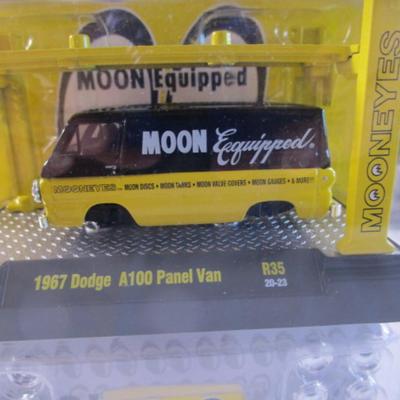 MOON Equipped
MOON Equipped®
MOONEYES MOON DISCS • MOON TANKS • MOON VALVE COVERS • MOON GAUGES • & MORE!!!
MOONEYES
1967 Dodge A100 Panel Van R35
20-23